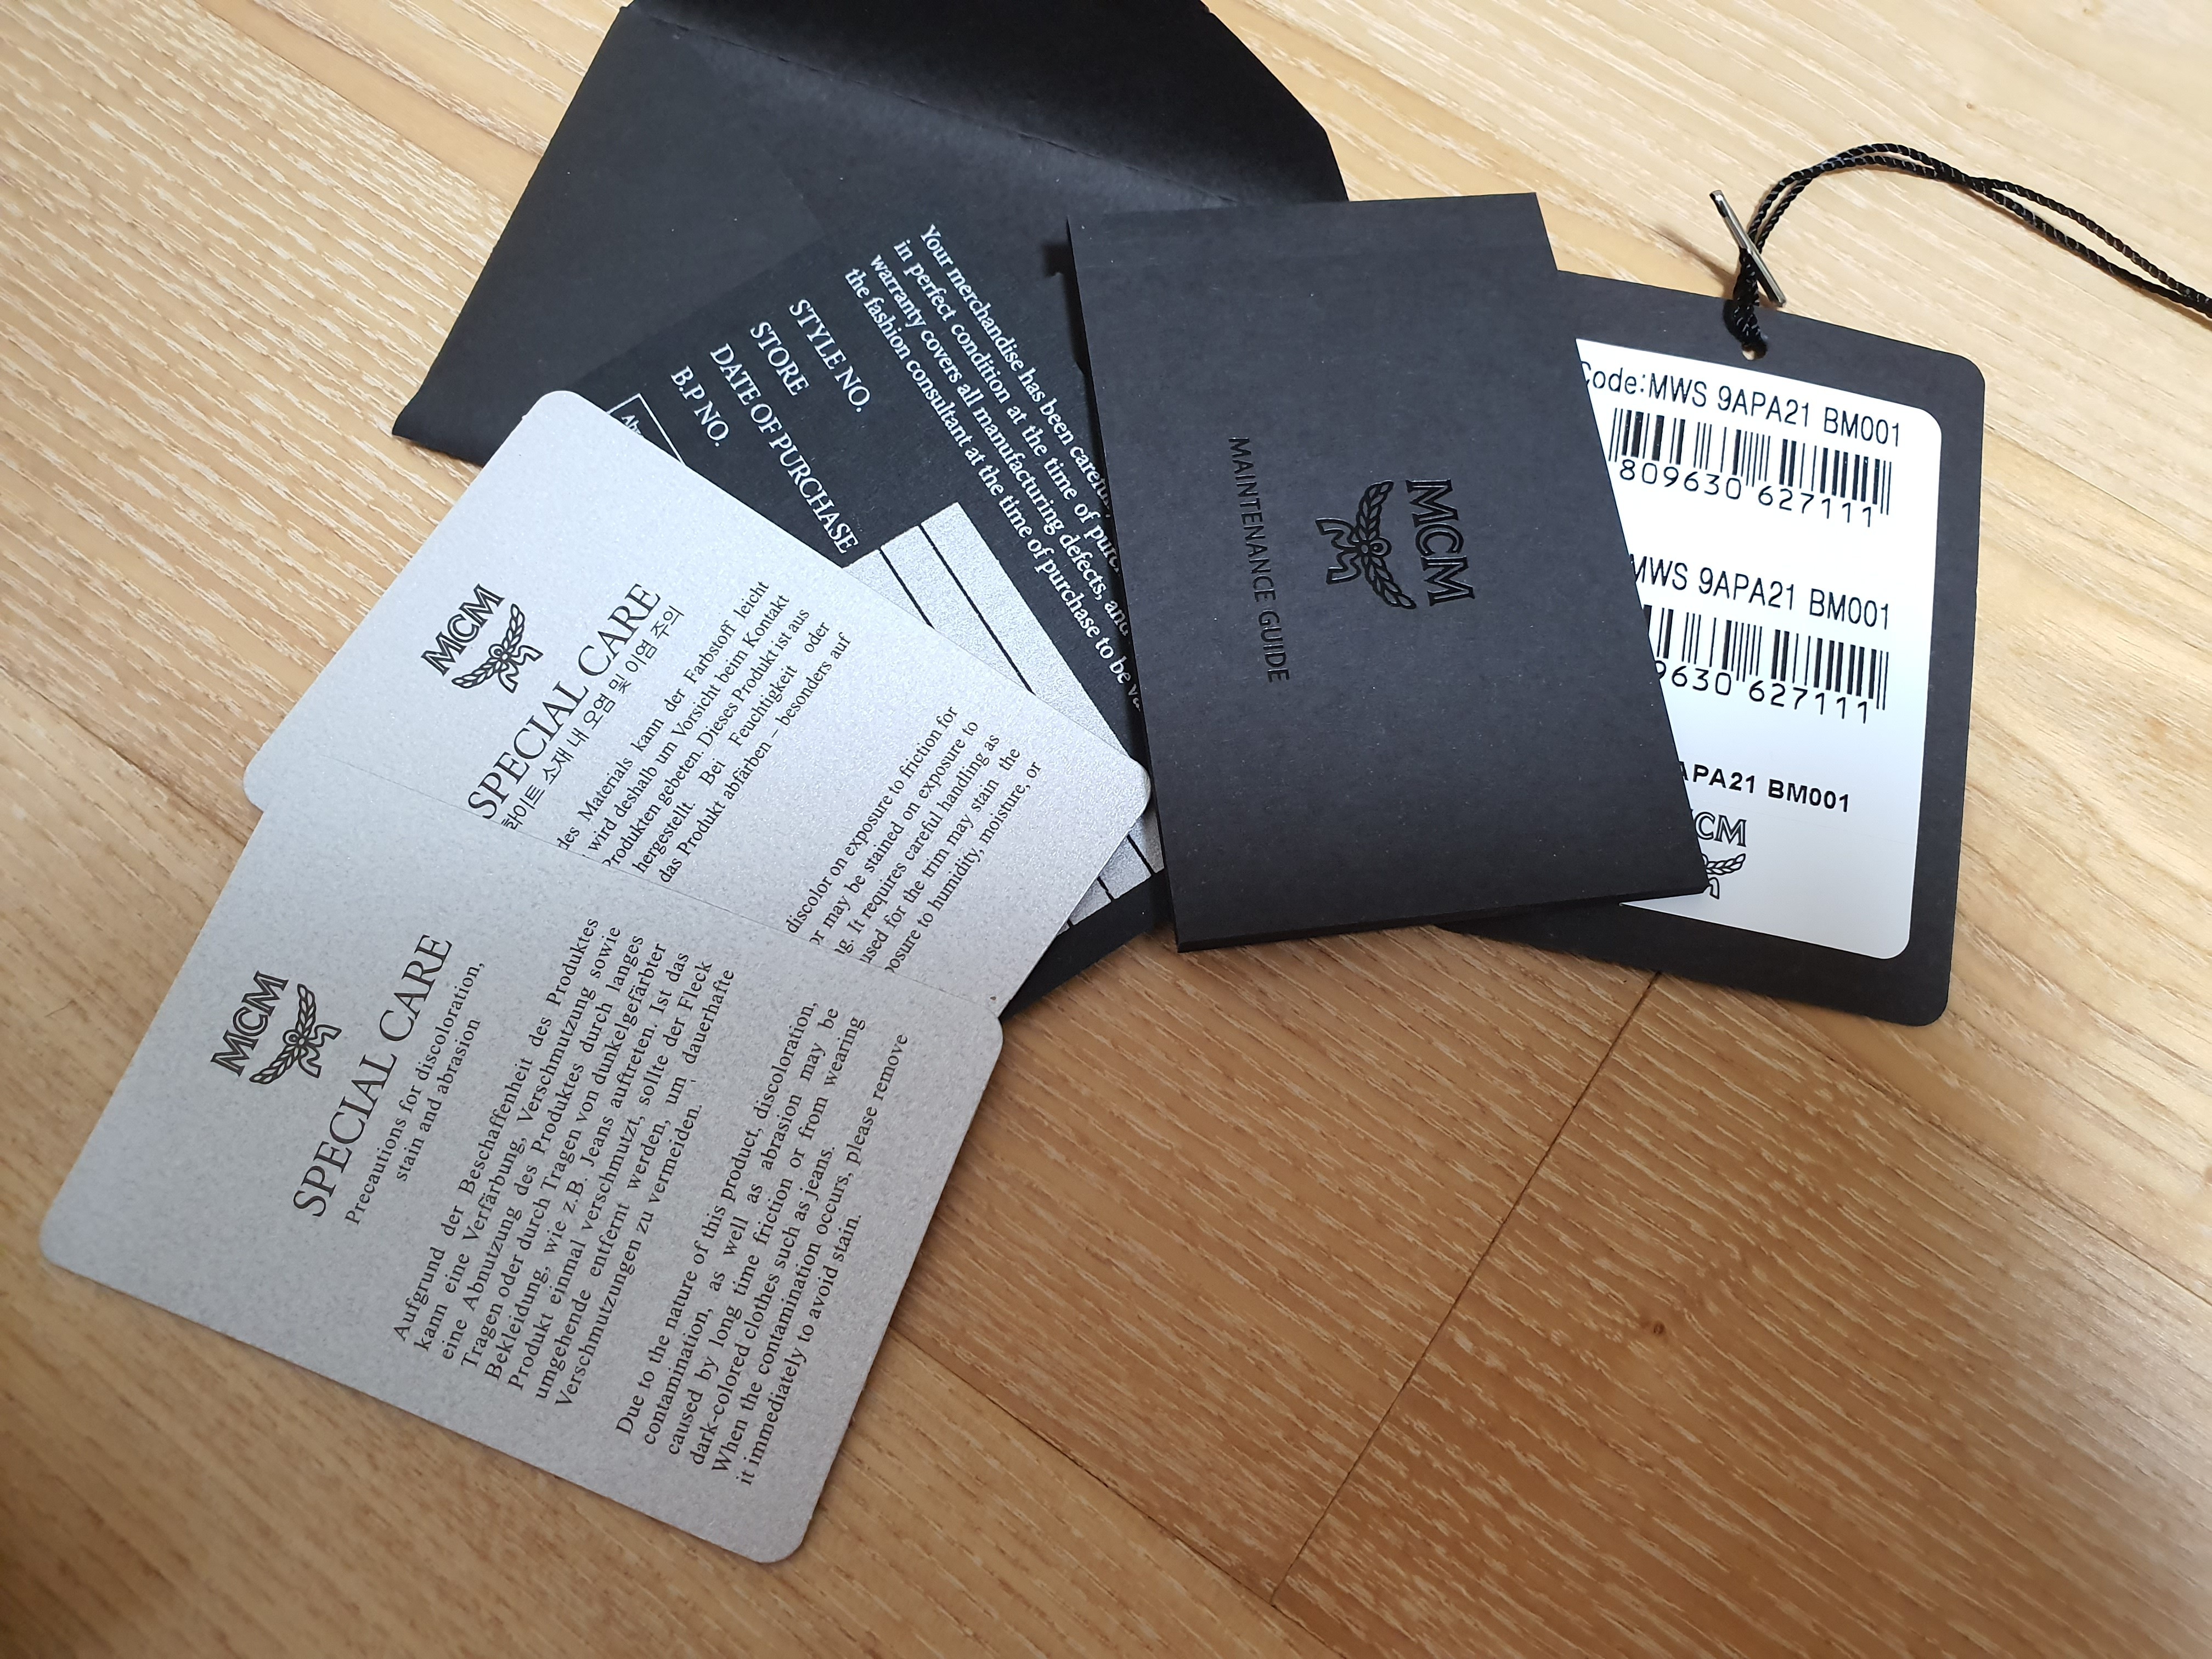 Your merchandise has been
in perfect condition at the time of
warranty covers all manufacturing defects, and
the fashion consultant at the time of purchase to be
STYLE NO.
STORE
DATE OF PURCHASE
B.P NO.
MCM
MAINTENANCE GUIDE
Code:MWS 9APA21 BM001
809630 627111
MWS 9APA21 BM001
9630 627111
APA21 BM001
CM
MCM
SPECIAL CARE
화이트 소재 내 오염 및 이염 주의
des Materials kann der Farbstoff leicht
wird deshalb um Vorsicht beim Kontakt
Produkten gebeten. Dieses Produkt ist aus
hergestellt. Bei Feuchtigkeit oder
das Produkt abfärben – besonders auf
discolor on exposure to friction for
or may be stained on exposure to
It requires careful handling as
used for the trim may stain the
exposure to humidity, moisture, or
MCM
SPECIAL CARE
Precautions for discoloration,
stain and abrasion
Aufgrund der Beschaffenheit des Produktes
kann eine Verfärbung, Verschmutzung sowie
eine Abnutzung des Produktes durch langes
Tragen oder durch Tragen von dunkelgefärbter
Bekleidung, wie z.B. Jeans auftreten. Ist das
Produkt einmal verschmutzt, sollte der Fleck
umgehende entfernt werden, um dauerhafte
Verschmutzungen zu vermeiden.
Due to the nature of this product, discoloration,
contamination, as well as abrasion may be
caused by long time friction or from wearing
dark-colored clothes such as jeans.
When the contamination occurs, please remove
it immediately to avoid stain.